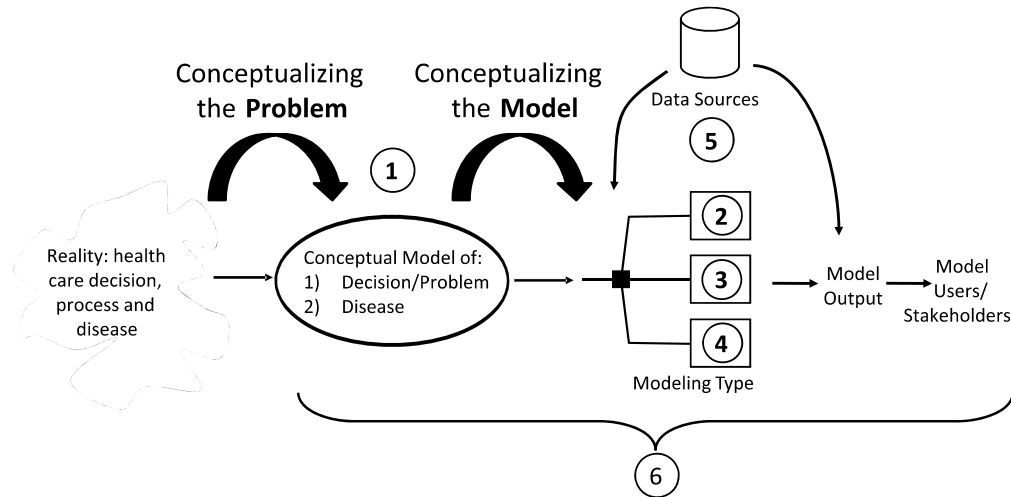 Conceptualizing
the Problem
Conceptualizing
the Model
Data Sources
5
1
Reality: health
care decision,
process and
disease
Conceptual Model of:
1) Decision/Problem
2) Disease
2
3
4
Modeling Type
Model
Output
Model
Users/
Stakeholders
6